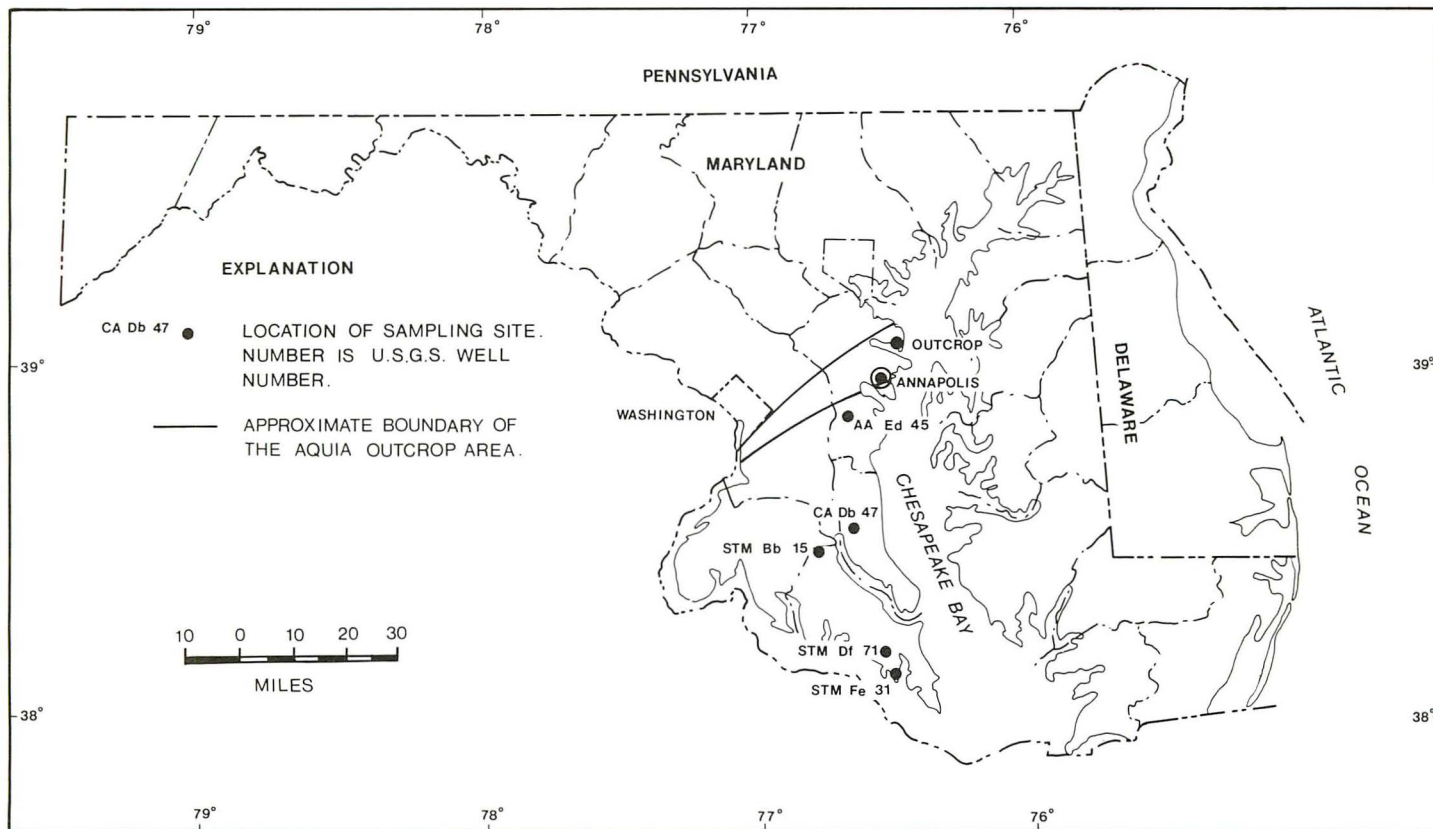 79° 78° 77° 76°
PENNSYLVANIA
MARYLAND
EXPLANATION
CA Db 47
LOCATION OF SAMPLING SITE.
NUMBER IS U.S.G.S. WELL
NUMBER.
APPROXIMATE BOUNDARY OF
THE AQUIA OUTCROP AREA.
10 0 10 20 30
MILES
39°
39°
OUTCROP
ANNAPOLIS
WASHINGTON
AA Ed 45
CA Db 47
STM Bb 15
STM Df 71
STM Fe 31
CHESAPEAKE BAY
DELAWARE
ATLANTIC
OCEAN
38°
38°
79° 78° 77° 76°